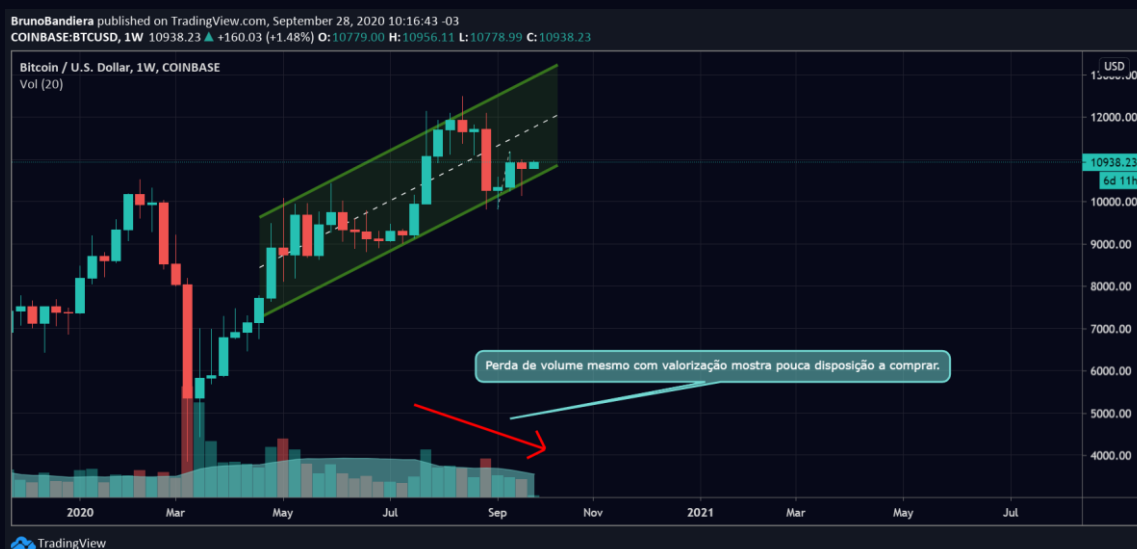 BrunoBandiera published on TradingView.com, September 28, 2020 10:16:43 -03
COINBASE:BTCUSD, 1W 10938.23 ▲ +160.03 (+1.48%) O:10779.00 H:10956.11 L:10778.99 C:10938.23
Bitcoin / U.S. Dollar, 1W, COINBASE
Vol (20)
USD
13000.00
12000.00
10938.23
6d 11h
10000.00
9000.00
8000.00
7000.00
6000.00
5000.00
4000.00
Perda de volume mesmo com valorização mostra pouca disposição a comprar.
2020 Mar May Jul Sep Nov 2021 Mar May Jul
TradingView